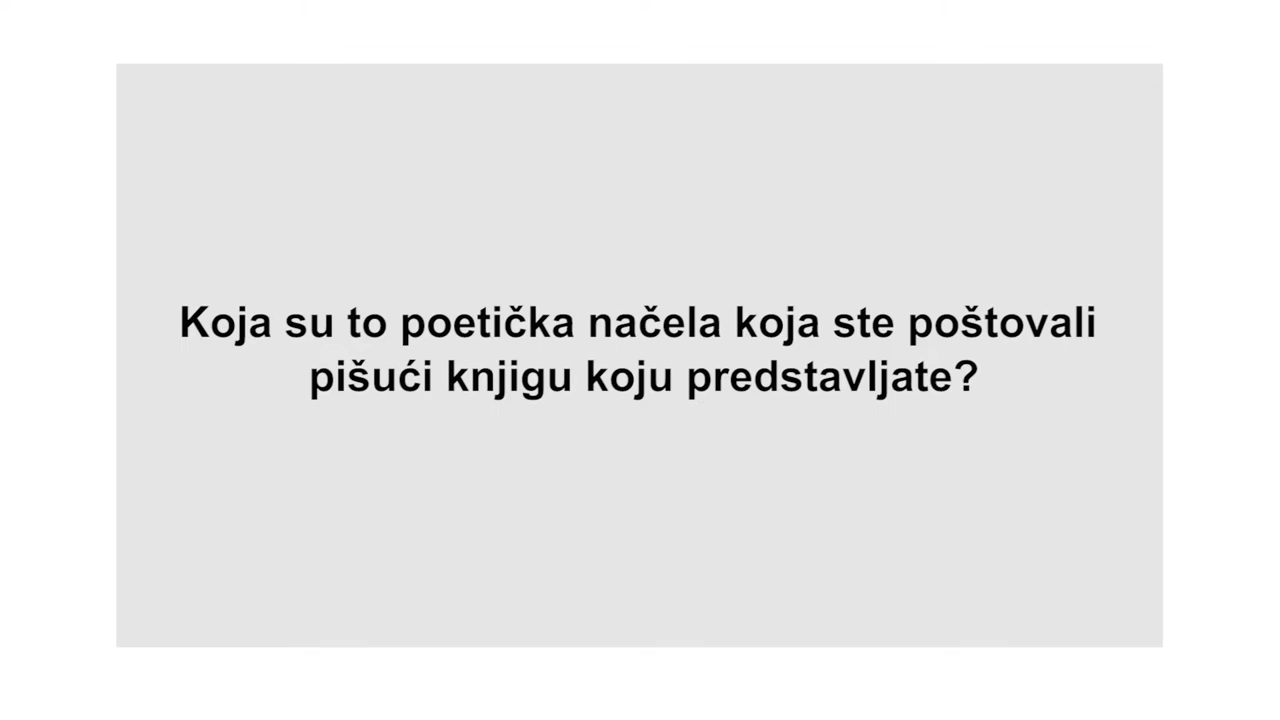 Koja su to poetička načela koja ste poštovali
pišući knjigu koju predstavljate?